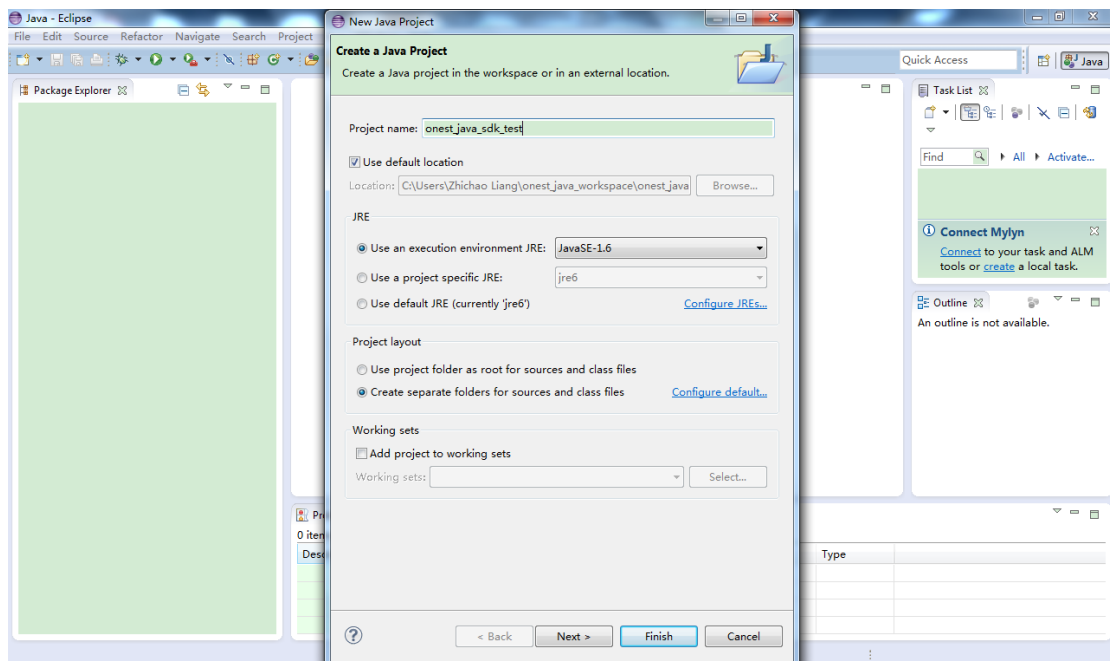 Java - Eclipse
New Java Project
File Edit Source Refactor Navigate Search Project
Create a Java Project
Create a Java project in the workspace or in an external location.
Quick Access
Java
Package Explorer
Task List
Project name: onest_java_sdk_test
Use default location
Find All Activate...
Location: C:\Users\Zhichao Liang\onest_java_workspace\onest_java Browse...
JRE
Use an execution environment JRE: JavaSE-1.6
Connect Mylyn
Connect to your task and ALM
tools or create a local task.
Use a project specific JRE: jre6
Use default JRE (currently 'jre6') Configure JREs...
Outline
An outline is not available.
Project layout
Use project folder as root for sources and class files
Create separate folders for sources and class files Configure default...
Working sets
Add project to working sets
Working sets: Select...
Pr
0 iten
Desc
Type
? < Back Next > Finish Cancel